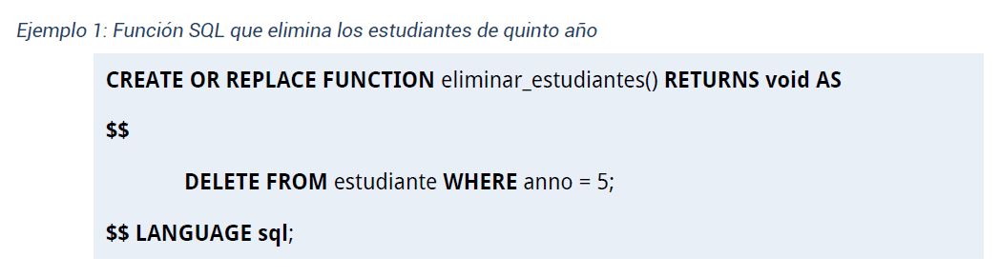 Ejemplo 1: Función SQL que elimina los estudiantes de quinto año
CREATE OR REPLACE FUNCTION eliminar_estudiantes() RETURNS void AS
$$
DELETE FROM estudiante WHERE anno = 5;
$$ LANGUAGE sql;